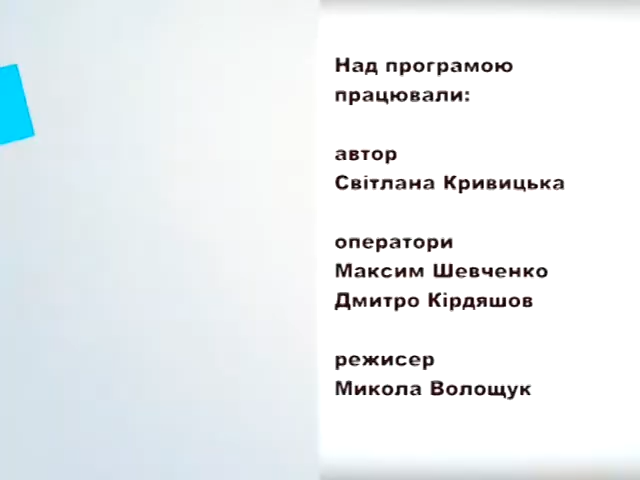 Над програмою
працювали:
автор
Світлана Кривицька
оператори
Максим Шевченко
Дмитро Кірдяшов
режисер
Микола Волощук